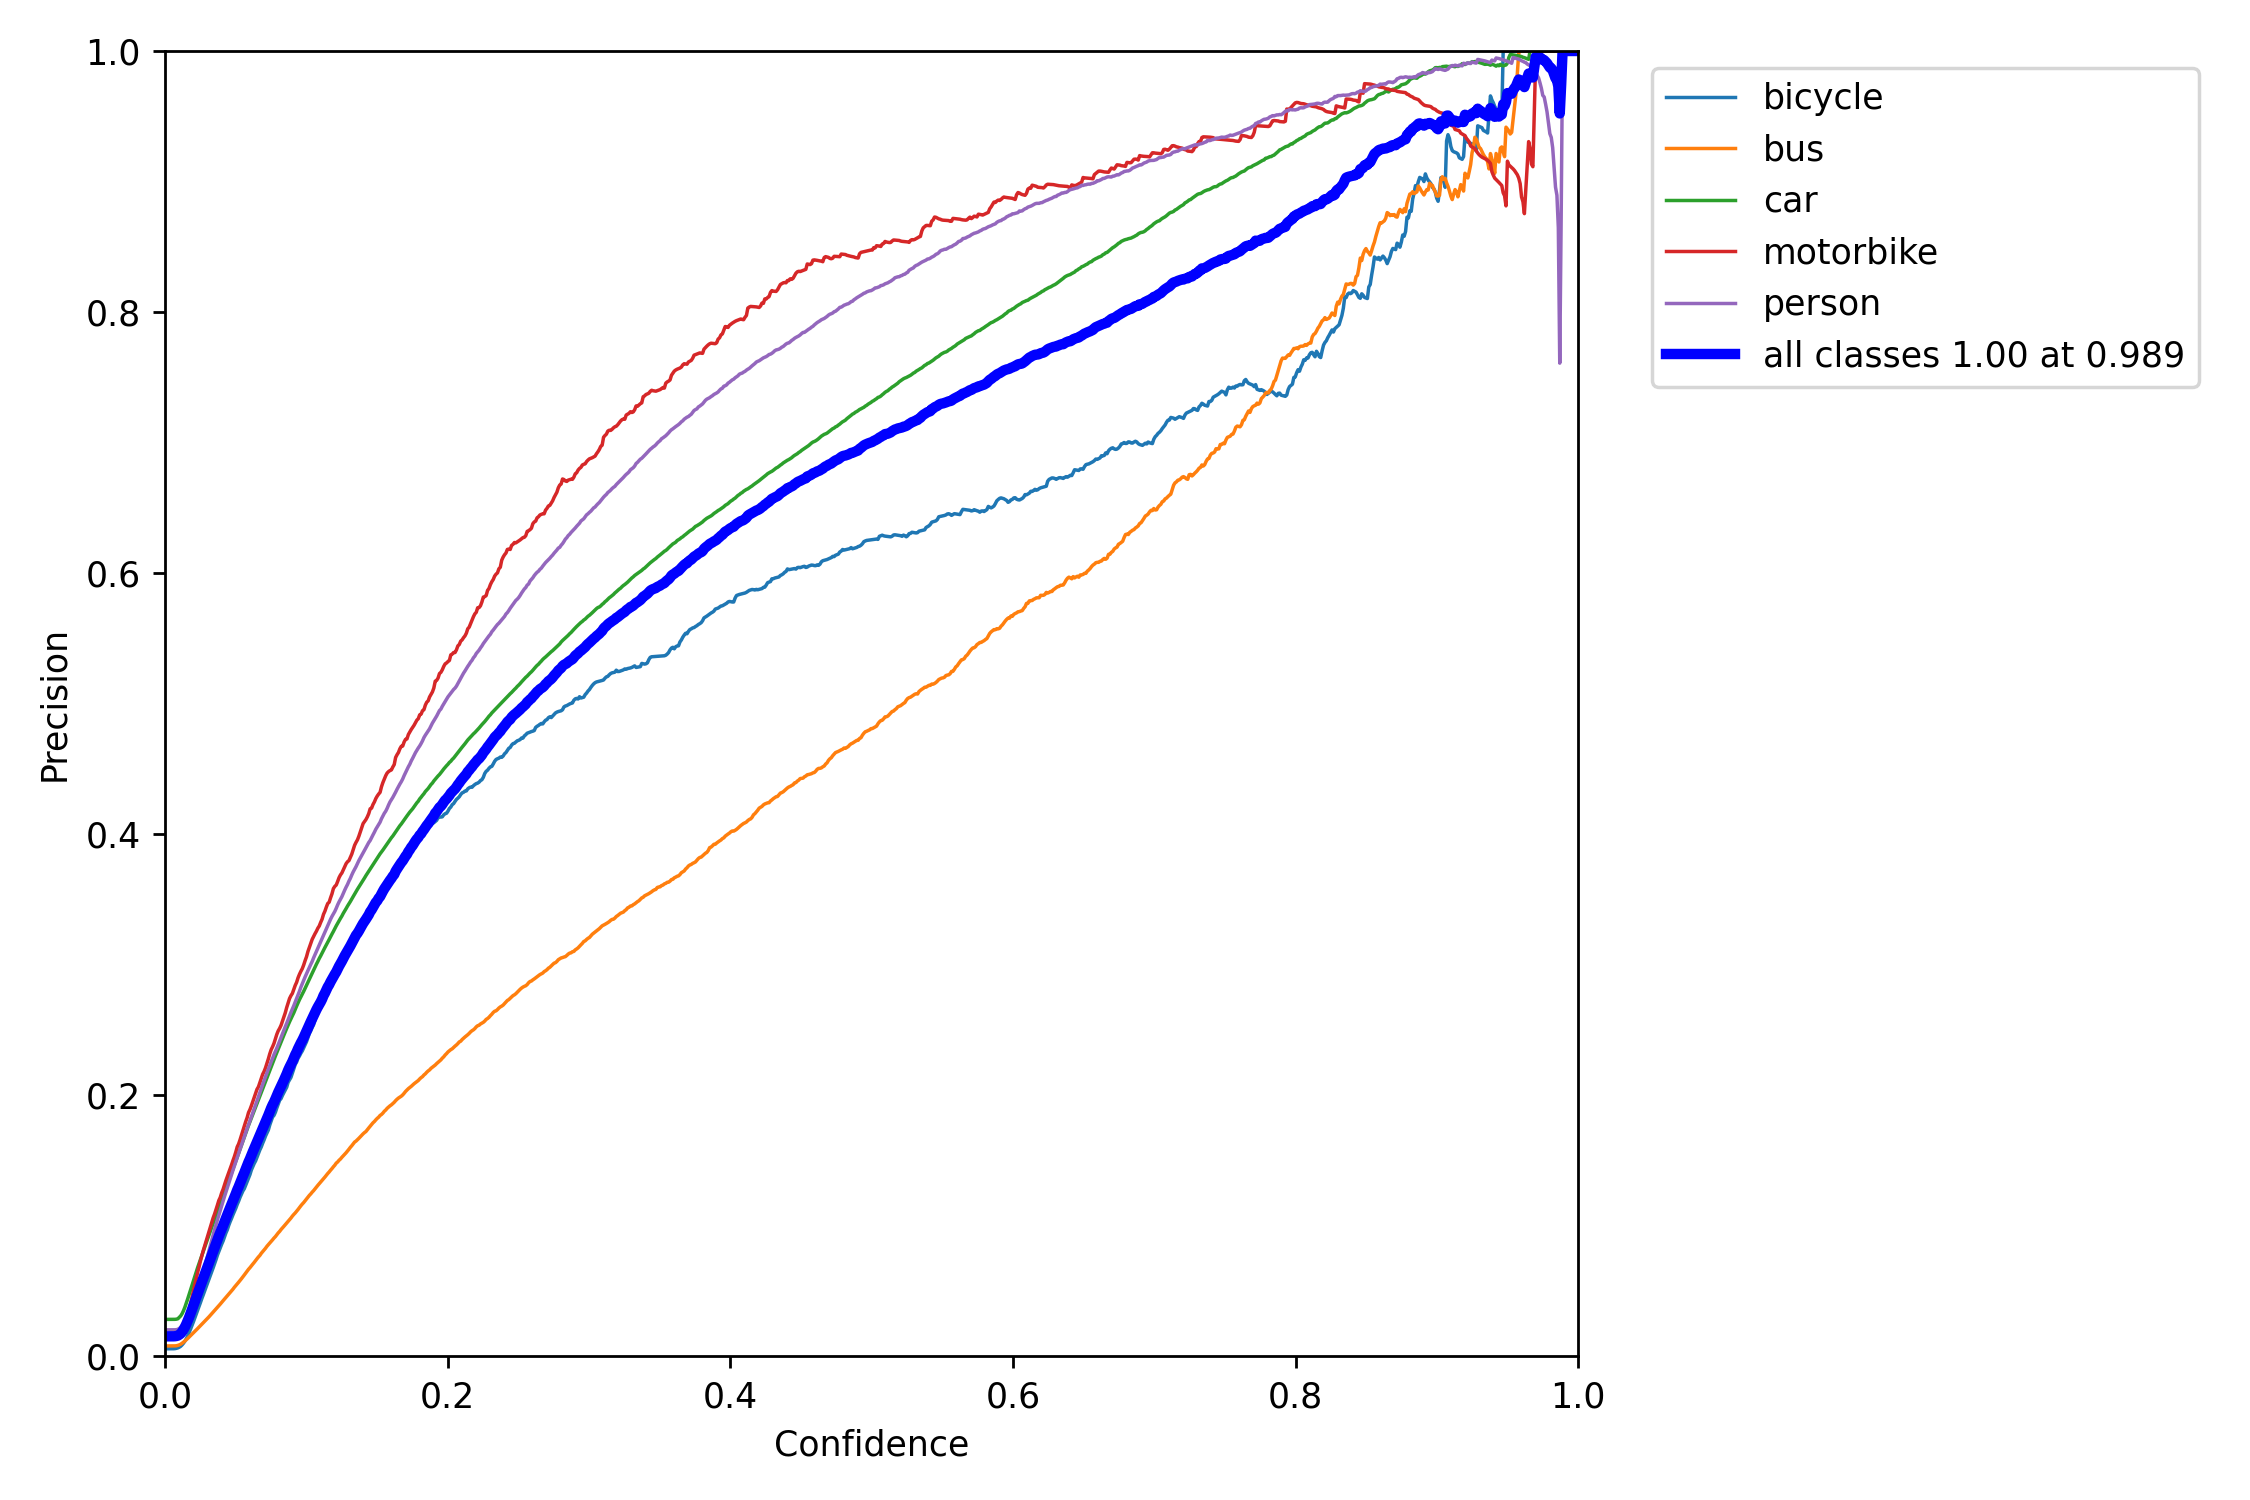 1.0
0.8
0.6
0.4
0.2
0.0
Precision
0.0 0.2 0.4 0.6 0.8 1.0
Confidence
bicycle
bus
car
motorbike
person
all classes 1.00 at 0.989